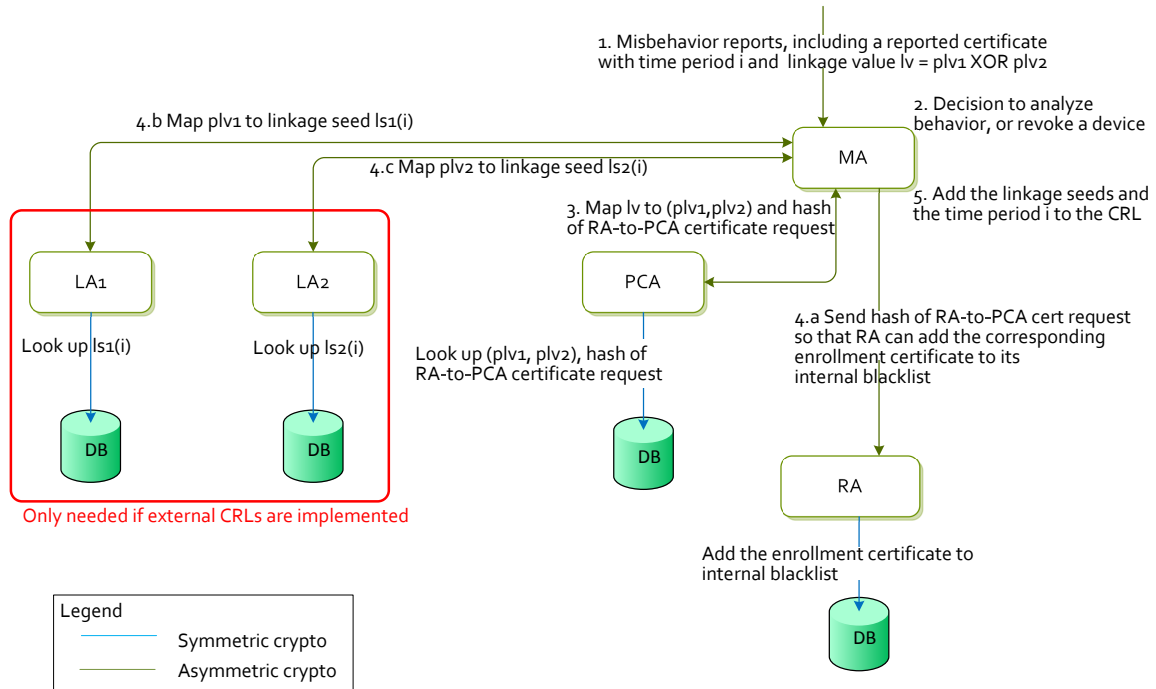 1. Misbehavior reports, including a reported certificate
with time period i and linkage value lv = plv1 XOR plv2
4.b Map plv1 to linkage seed ls1(i)
2. Decision to analyze
behavior, or revoke a device
MA
4.c Map plv2 to linkage seed ls2(i)
3. Map lv to (plv1,plv2) and hash
of RA-to-PCA certificate request
5. Add the linkage seeds and
the time period i to the CRL
LA1
LA2
PCA
Look up ls1(i)
Look up ls2(i)
Look up (plv1, plv2), hash of
RA-to-PCA certificate request
4.a Send hash of RA-to-PCA cert request
so that RA can add the corresponding
enrollment certificate to its
internal blacklist
DB
DB
DB
RA
Only needed if external CRLs are implemented
Add the enrollment certificate to
internal blacklist
DB
Legend
Symmetric crypto
Asymmetric crypto